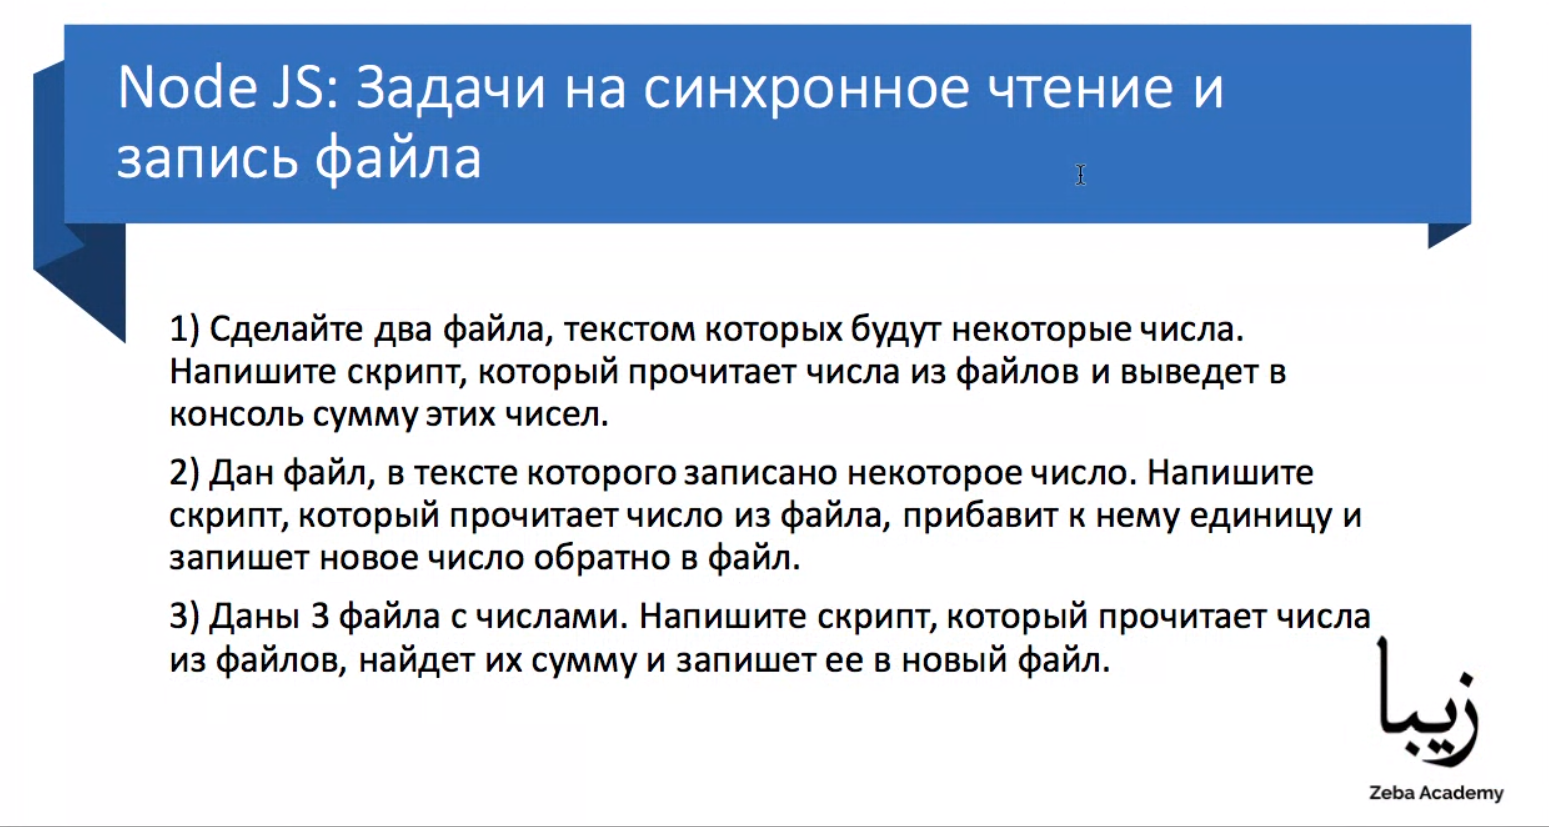 Node JS: Задачи на синхронное чтение и
запись файла
1) Сделайте два файла, текстом которых будут некоторые числа.
Напишите скрипт, который прочитает числа из файлов и выведет в
консоль сумму этих чисел.
2) Дан файл, в тексте которого записано некоторое число. Напишите
скрипт, который прочитает число из файла, прибавит к нему единицу и
запишет новое число обратно в файл.
3) Даны 3 файла с числами. Напишите скрипт, который прочитает числа
из файлов, найдет их сумму и запишет ее в новый файл.
زيبا
Zeba Academy